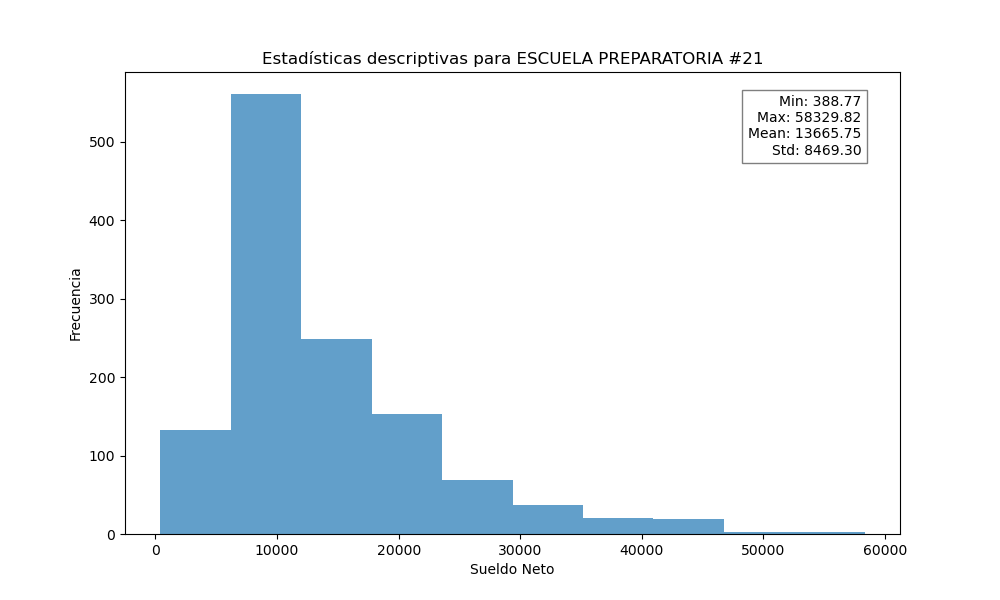 Estadísticas descriptivas para ESCUELA PREPARATORIA #21
Min: 388.77
Max: 58329.82
Mean: 13665.75
Std: 8469.30
Frecuencia
500
400
300
200
100
0
0 10000 20000 30000 40000 50000 60000
Sueldo Neto